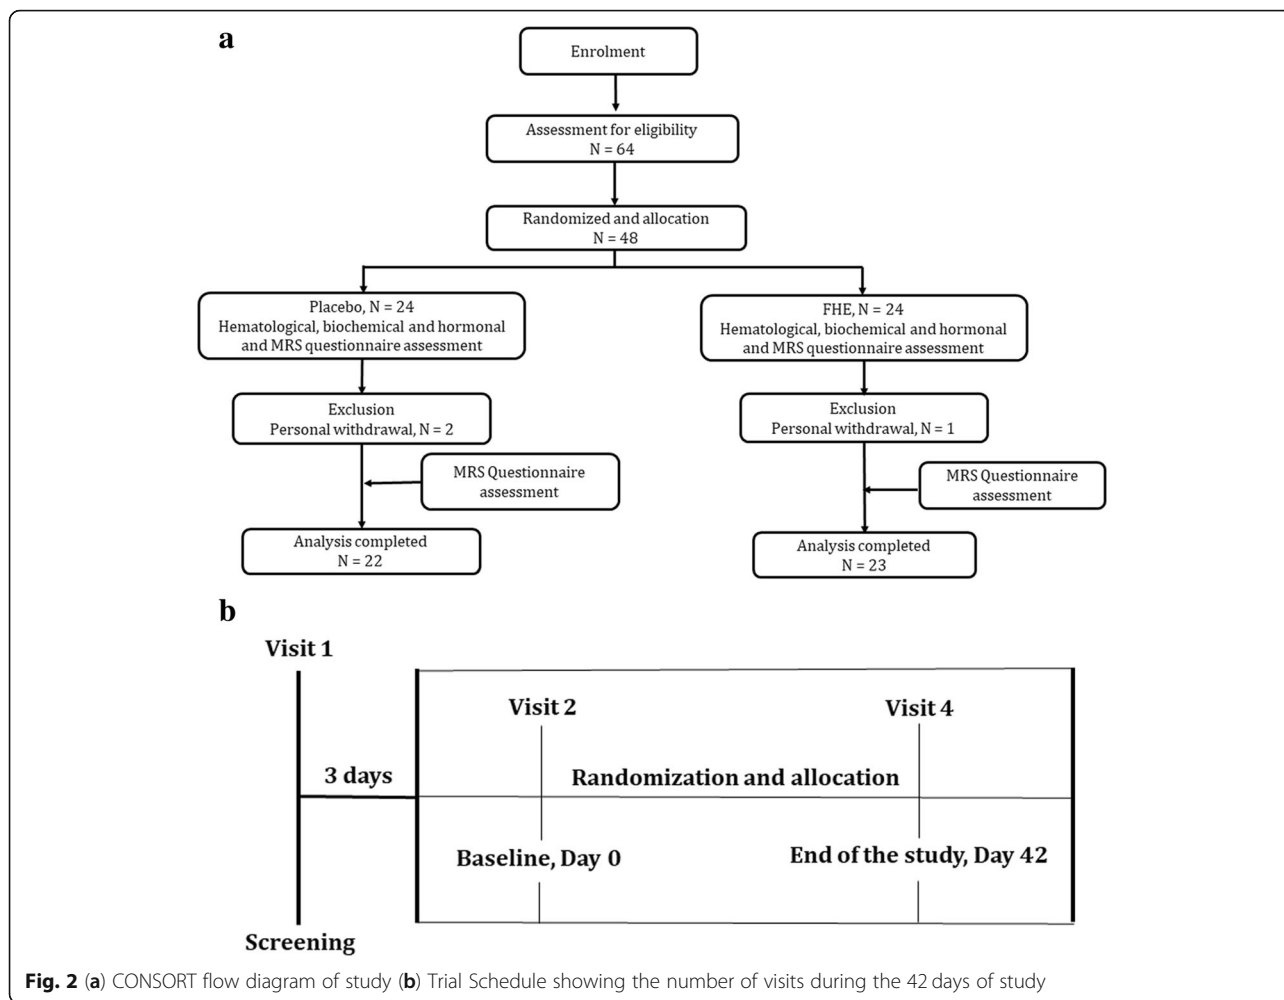 a
Enrolment
Assessment for eligibility
N = 64
Randomized and allocation
N = 48
Placebo, N = 24
Hematological, biochemical and hormonal
and MRS questionnaire assessment
FHE, N = 24
Hematological, biochemical and hormonal
and MRS questionnaire assessment
Exclusion
Personal withdrawal, N = 2
Exclusion
Personal withdrawal, N = 1
MRS Questionnaire
assessment
MRS Questionnaire
assessment
Analysis completed
N = 22
Analysis completed
N = 23
b
Visit 1
Visit 2
Visit 4
3 days
Randomization and allocation
Baseline, Day 0
End of the study, Day 42
Screening
Fig. 2 (a) CONSORT flow diagram of study (b) Trial Schedule showing the number of visits during the 42 days of study